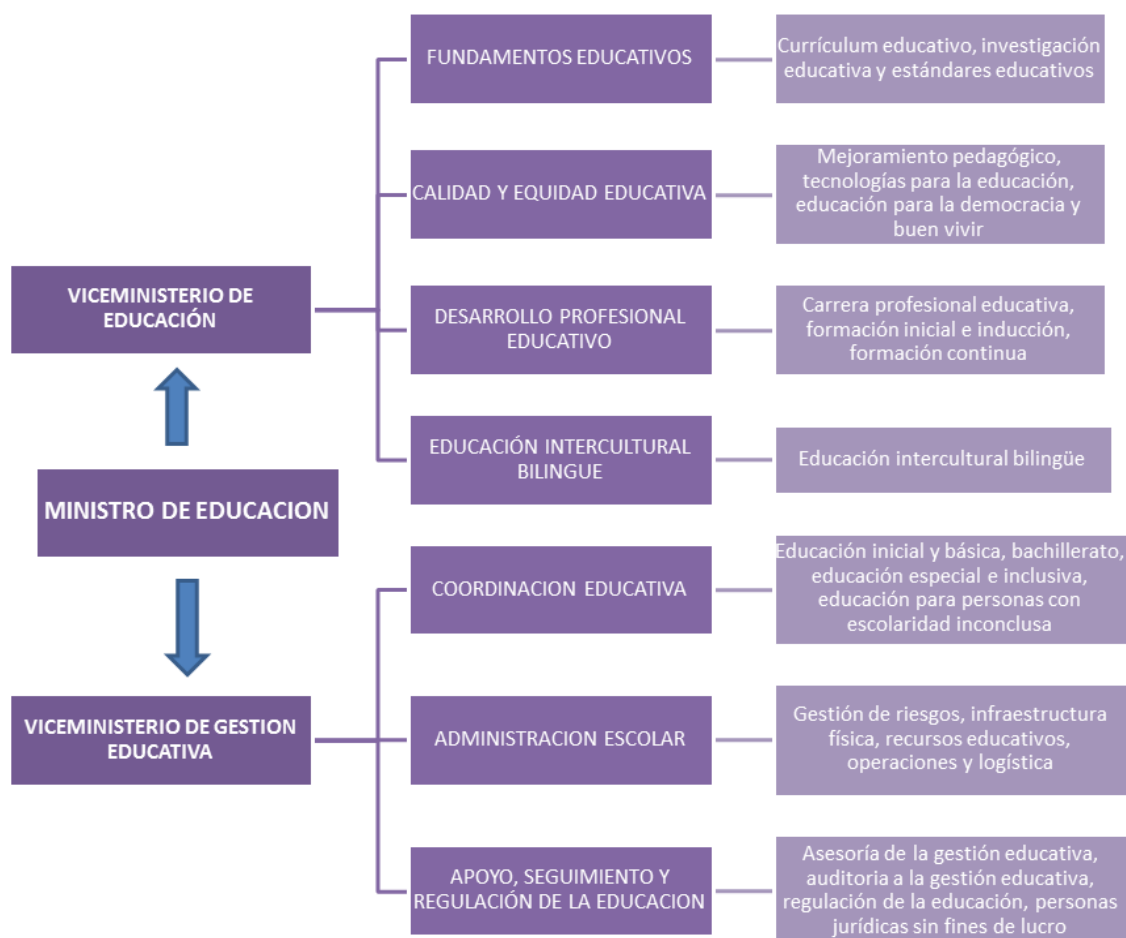 FUNDAMENTOS EDUCATIVOS
Currículum educativo, investigación
educativa y estándares educativos
CALIDAD Y EQUIDAD EDUCATIVA
Mejoramiento pedagógico,
tecnologías para la educación,
educación para la democracia y
buen vivir
VICEMINISTERIO DE
EDUCACIÓN
DESARROLLO PROFESIONAL
EDUCATIVO
Carrera profesional educativa,
formación inicial e inducción,
formación continua
EDUCACIÓN INTERCULTURAL
BILINGUE
Educación intercultural bilingüe
MINISTRO DE EDUCACION
COORDINACION EDUCATIVA
Educación inicial y básica, bachillerato,
educación especial e inclusiva,
educación para personas con
escolaridad inconclusa
VICEMINISTERIO DE GESTION
EDUCATIVA
ADMINISTRACION ESCOLAR
Gestión de riesgos, infraestructura
física, recursos educativos,
operaciones y logística
APOYO, SEGUIMIENTO Y
REGULACIÓN DE LA EDUCACION
Asesoría de la gestión educativa,
auditoria a la gestión educativa,
regulación de la educación, personas
jurídicas sin fines de lucro